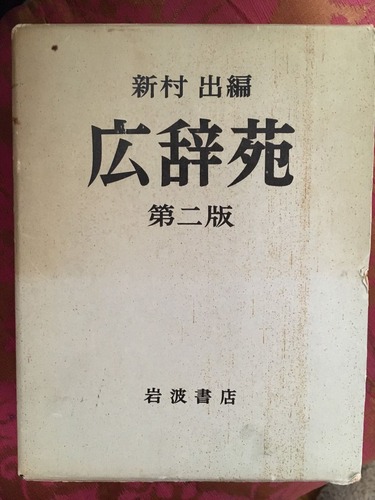 新村 出編
広辞苑
第二版
岩波書店